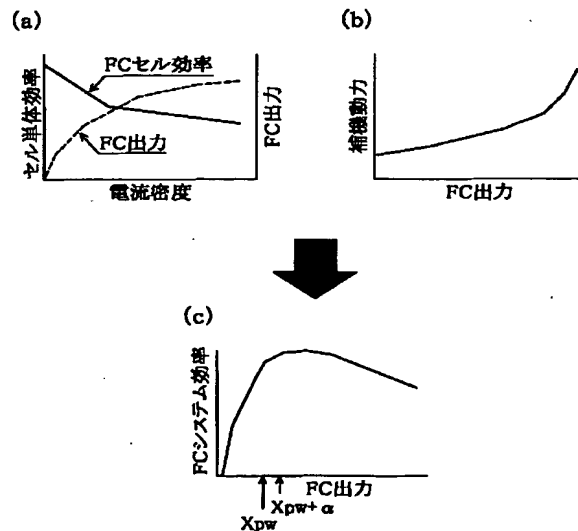 (a)
セル単体効率
FCセル効率
FC出力
FC出力
電流密度
(b)
補機動力
FC出力
(c)
FCシステム効率
FC出力
Xpw+α
Xpw